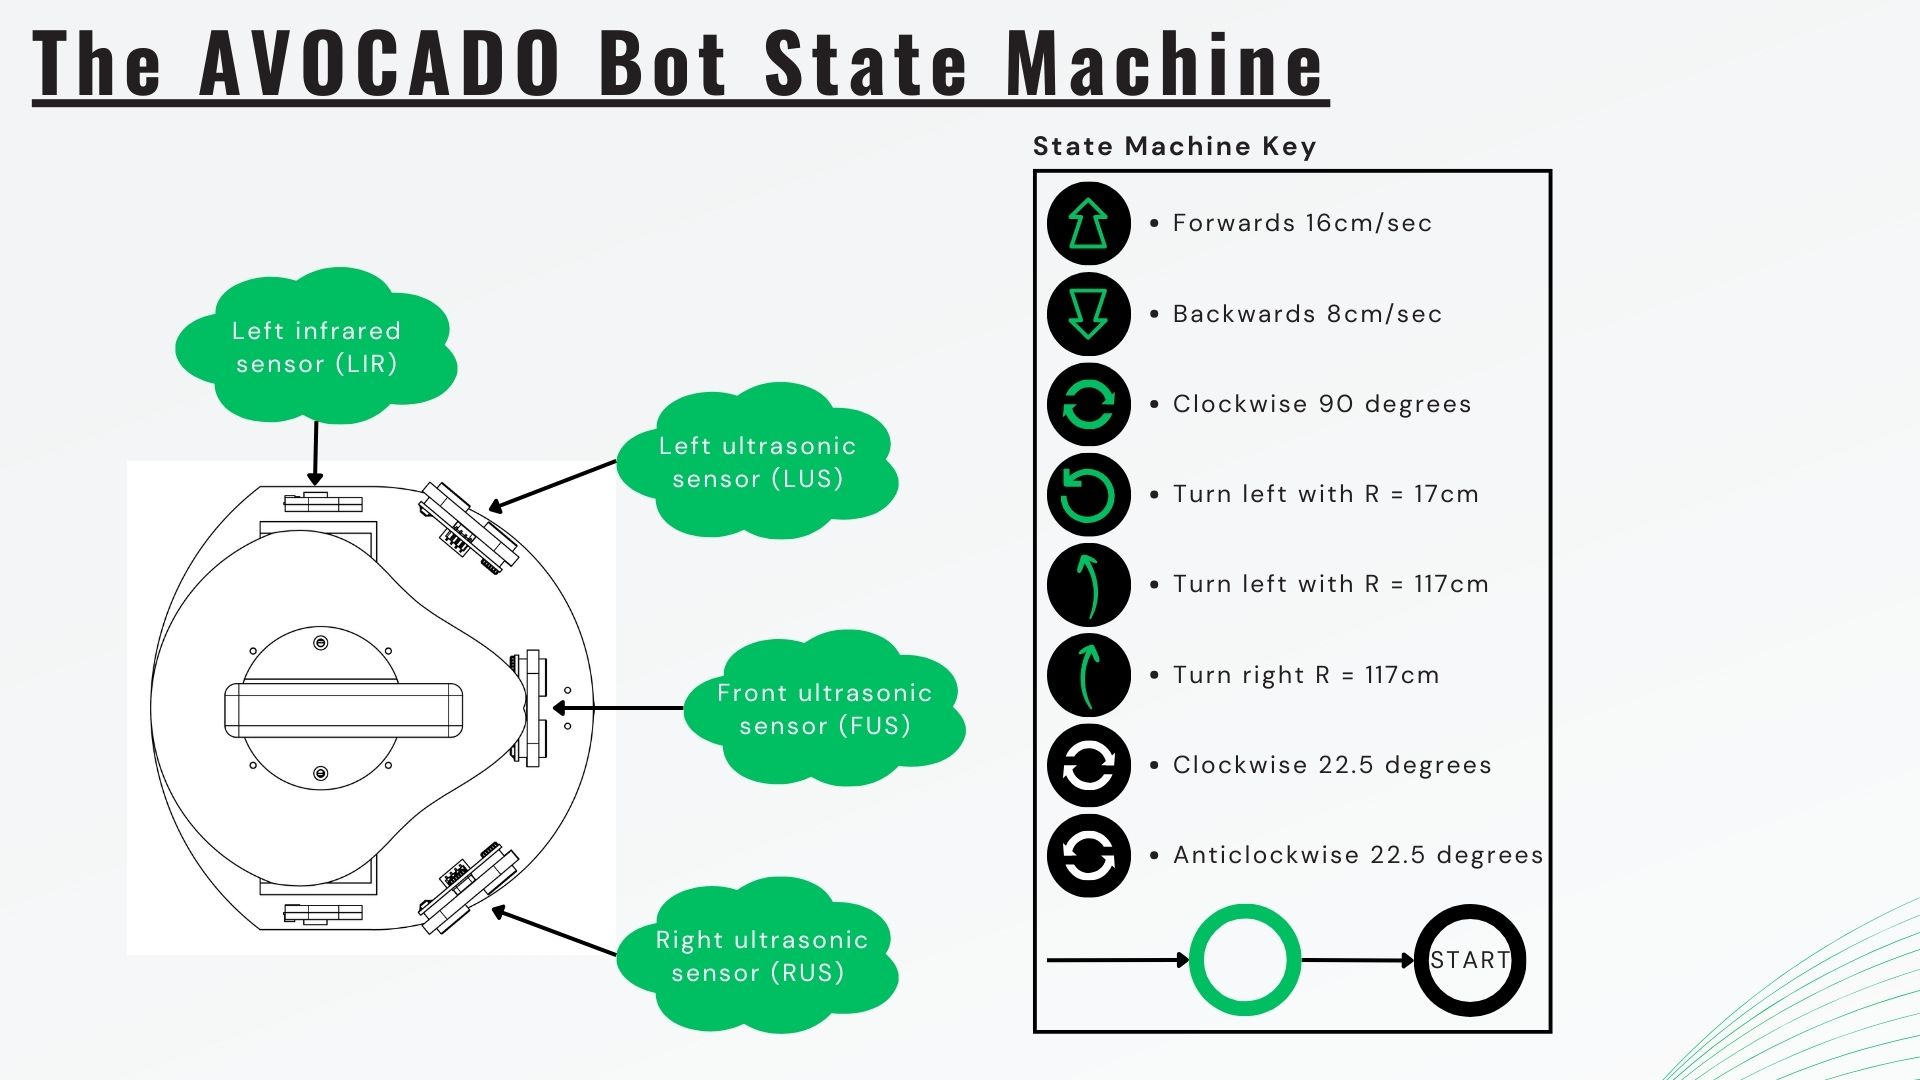 The AVOCADO Bot State Machine
Left infrared
sensor (LIR)
Left ultrasonic
sensor (LUS)
Front ultrasonic
sensor (FUS)
Right ultrasonic
sensor (RUS)
State Machine Key
• Forwards 16cm/sec
• Backwards 8cm/sec
• Clockwise 90 degrees
• Turn left with R = 17cm
• Turn left with R = 117cm
• Turn right R = 117cm
• Clockwise 22.5 degrees
• Anticlockwise 22.5 degrees
START